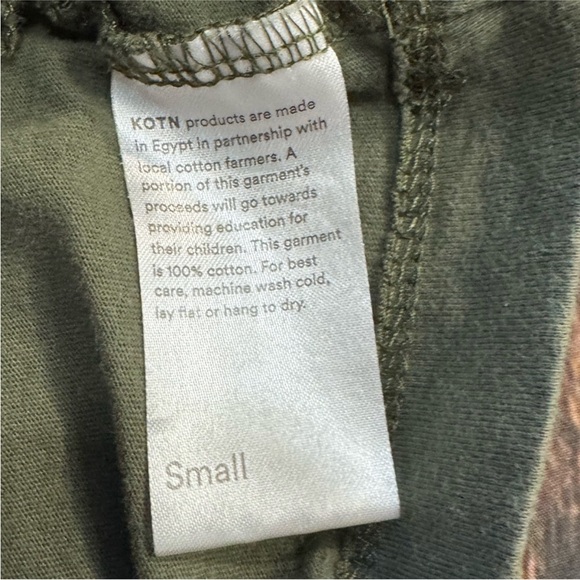 KOTN products are made
in Egypt in partnership with
local cotton farmers. A
portion of this garment's
proceeds will go towards
providing education for
their children. This garment
is 100% cotton. For best
care, machine wash cold,
lay flat or hang to dry.
Small